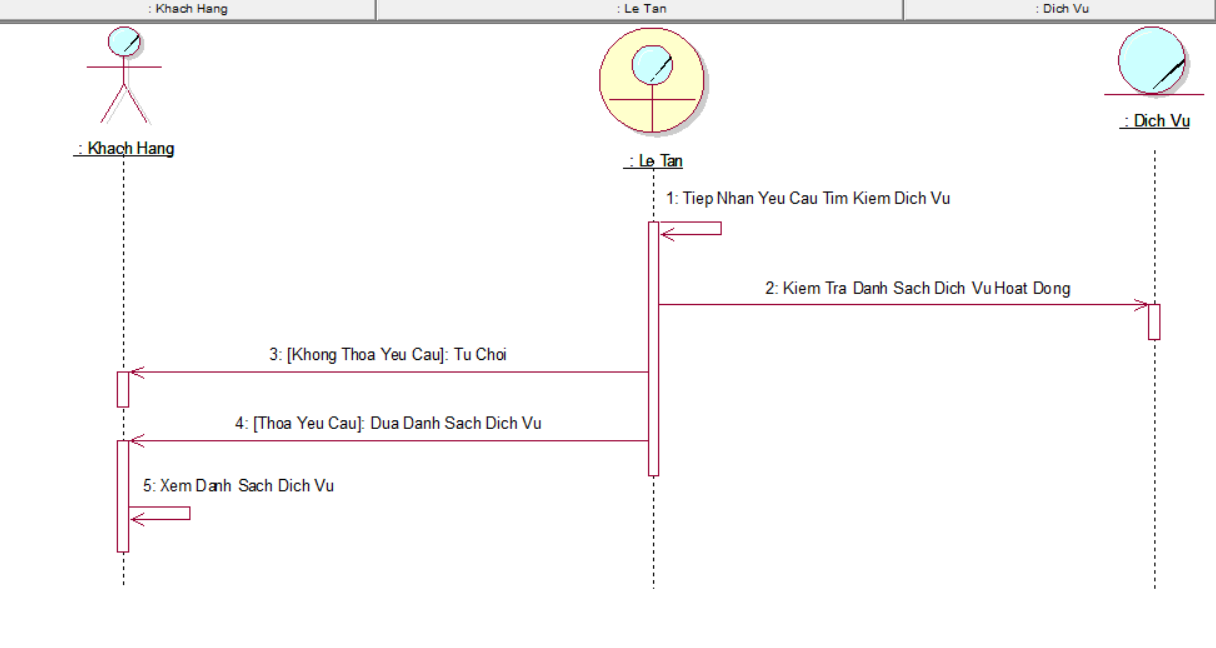 : Khach Hang
: Le Tan
: Dich Vu
: Khach Hang
: Le Tan
: Dich Vu
1: Tiep Nhan Yeu Cau Tim Kiem Dich Vu
2: Kiem Tra Danh Sach Dich Vu Hoat Dong
3: [Khong Thoa Yeu Cau]: Tu Choi
4: [Thoa Yeu Cau]: Dua Danh Sach Dich Vu
5: Xem Danh Sach Dich Vu